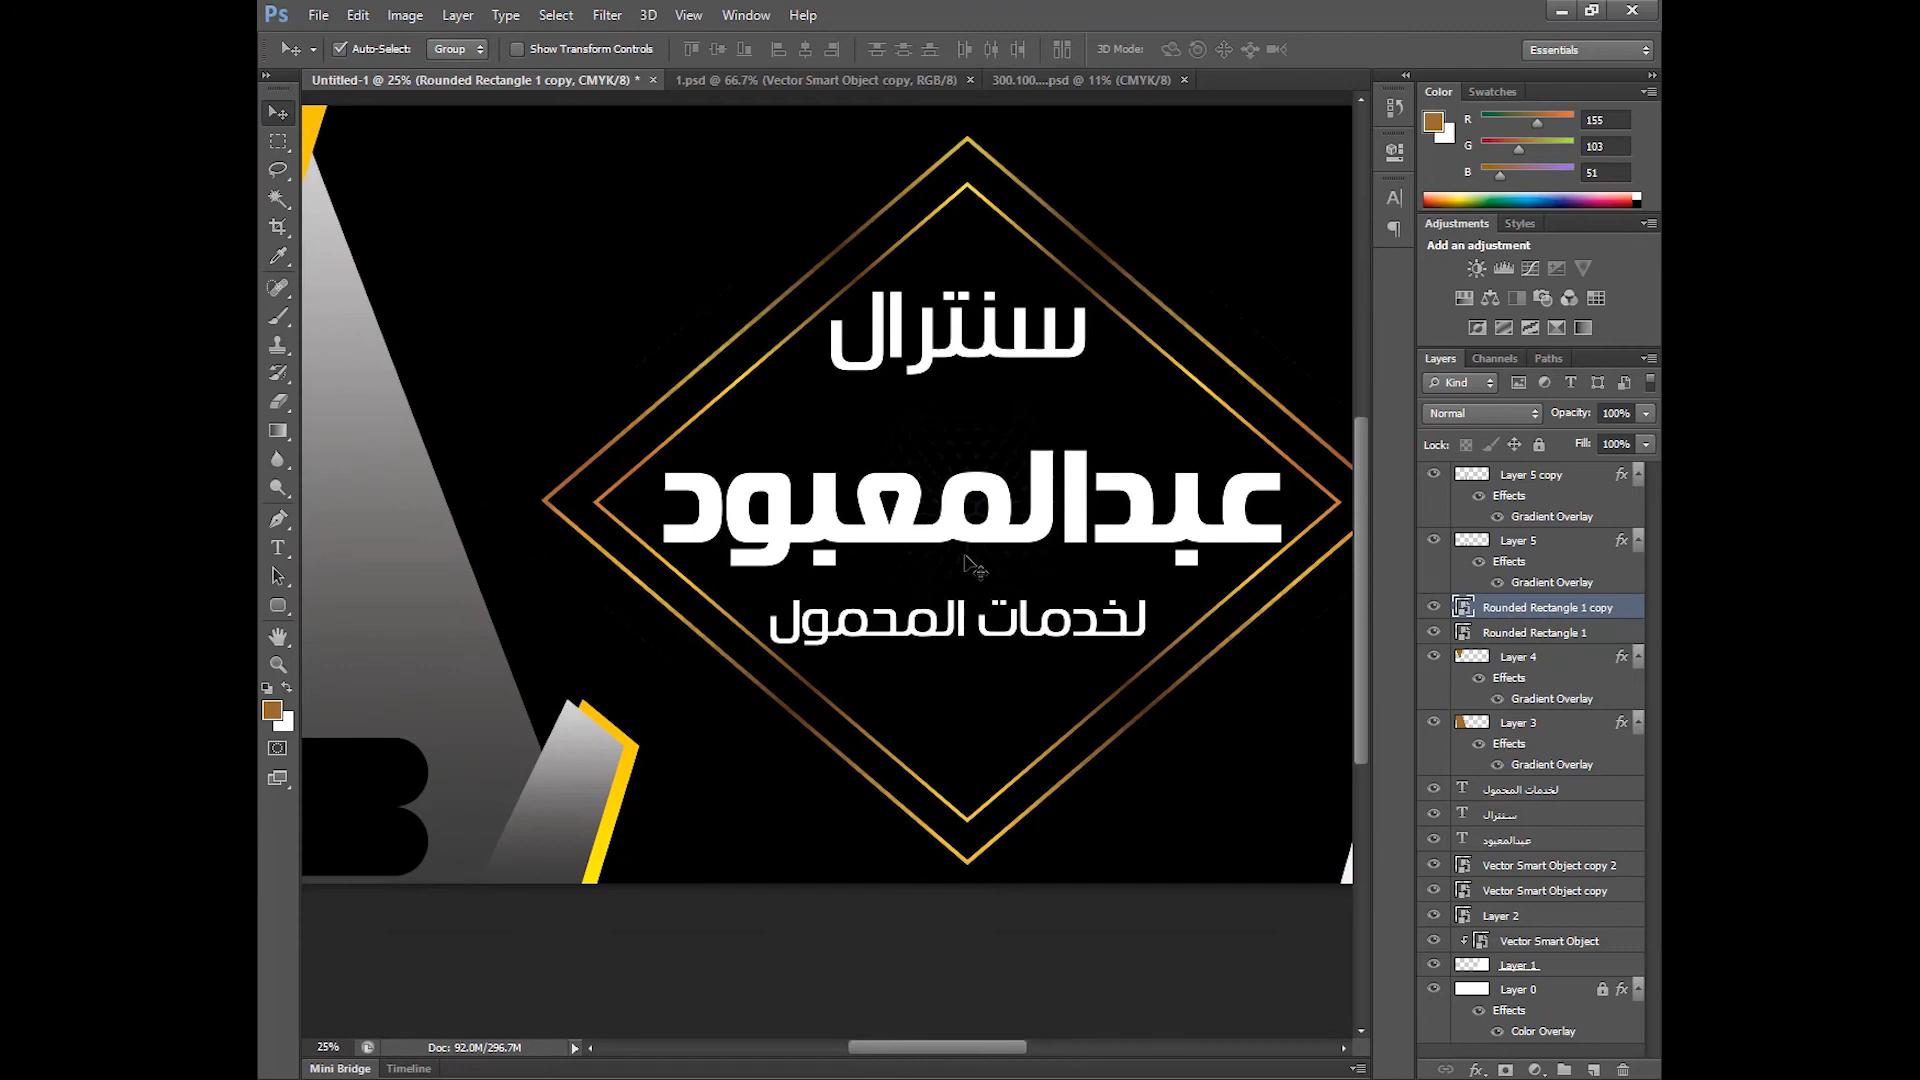 Ps File Edit Image Layer Type Select Filter 3D View Window Help
Auto-Select: Group Show Transform Controls 3D Mode: Essentials
Untitled-1 @ 25% (Rounded Rectangle 1 copy, CMYK/8) * 1.psd @ 66.7% (Vector Smart Object copy, RGB/8) 300.100....psd @ 11% (CMYK/8)
سنترال
عبدالمعبود
لخدمات المحمول
25% Doc: 92.0M/296.7M
Mini Bridge Timeline
Color Swatches
R 155
G 103
B 51
Adjustments Styles
Add an adjustment
Layers Channels Paths
Kind
Normal Opacity: 100%
Lock: Fill: 100%
Layer 5 copy fx
Effects
Gradient Overlay
Layer 5 fx
Effects
Gradient Overlay
Rounded Rectangle 1 copy
Rounded Rectangle 1
Layer 4 fx
Effects
Gradient Overlay
Layer 3 fx
Effects
Gradient Overlay
لخدمات المحمول
سنترال
عبدالمعبود
Vector Smart Object copy 2
Vector Smart Object copy
Layer 2
Vector Smart Object
Layer 1
Layer 0 fx
Effects
Color Overlay